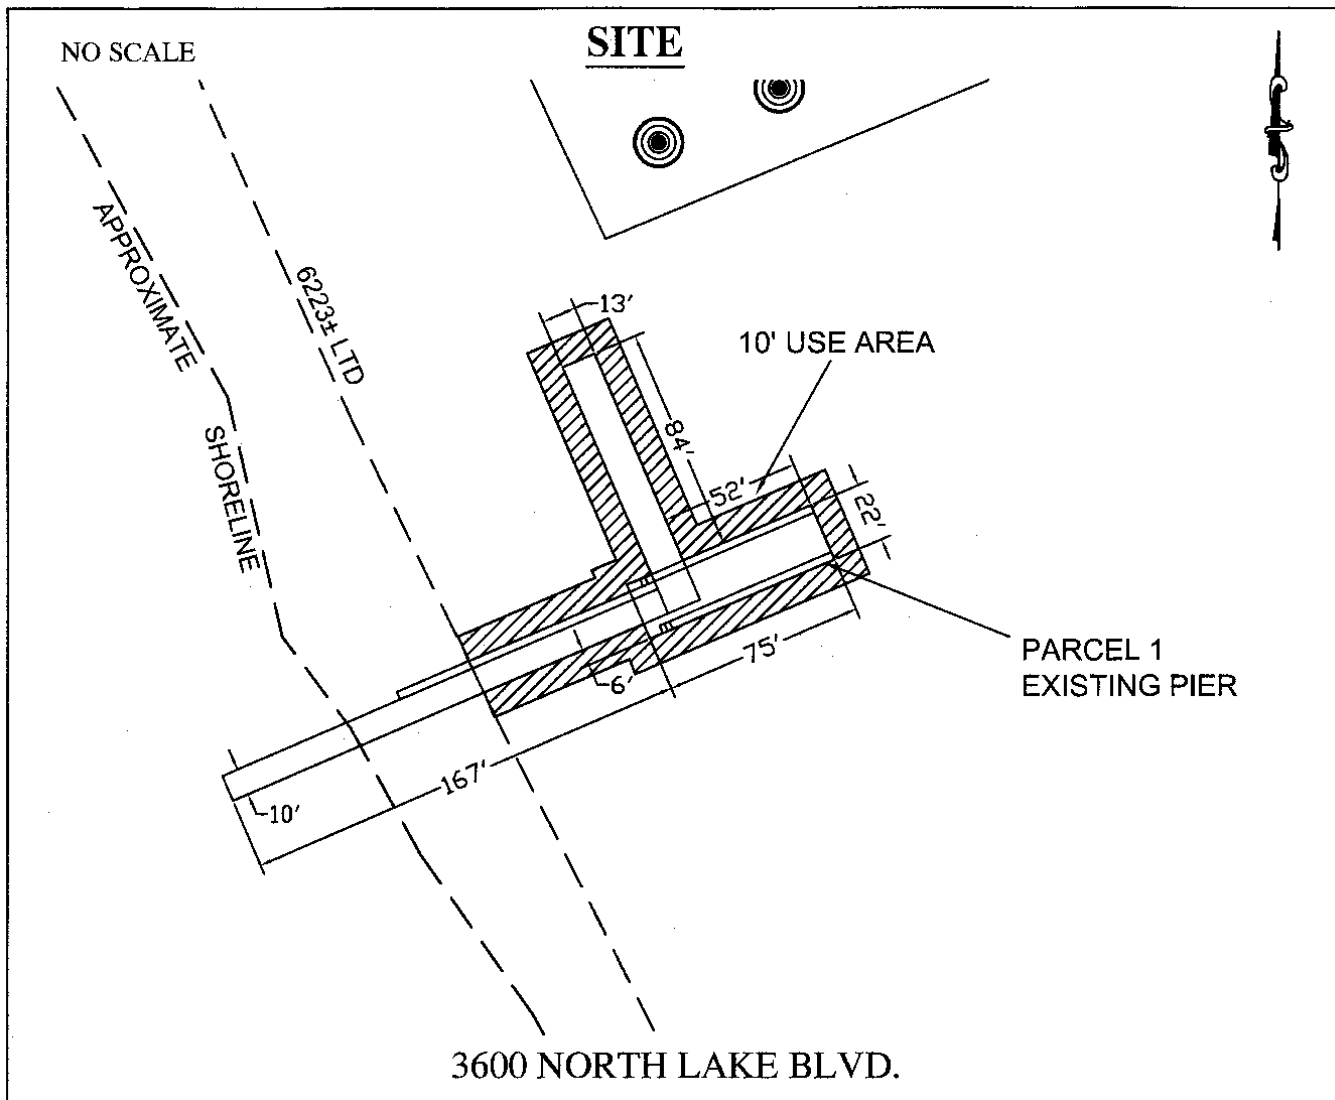 NO SCALE
SITE
APPROXIMATE
SHORELINE
6223± LTD
13'
10' USE AREA
84'
52'
22'
75'
6'
167'
10'
PARCEL 1
EXISTING PIER
3600 NORTH LAKE BLVD.